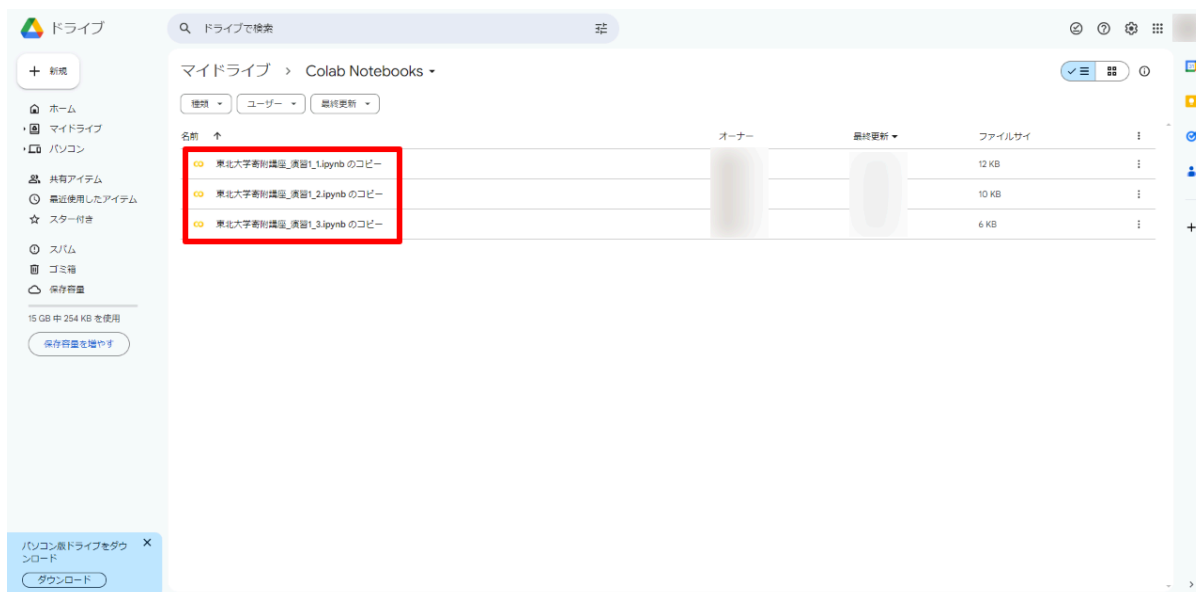 ドライブ
ドライブで検索
新規
マイドライブ > Colab Notebooks
種類
ユーザー
最終更新
ホーム
マイドライブ
パソコン
共有アイテム
最近使用したアイテム
スター付き
スパム
ゴミ箱
保存容量
15 GB 中 254 KB を使用
保存容量を増やす
名前 オーナー 最終更新 ファイルサイ
東北大学寄附講座_演習1_1.ipynb のコピー 12 KB
東北大学寄附講座_演習1_2.ipynb のコピー 10 KB
東北大学寄附講座_演習1_3.ipynb のコピー 6 KB
パソコン版ドライブをダウ
ンロード
ダウンロード